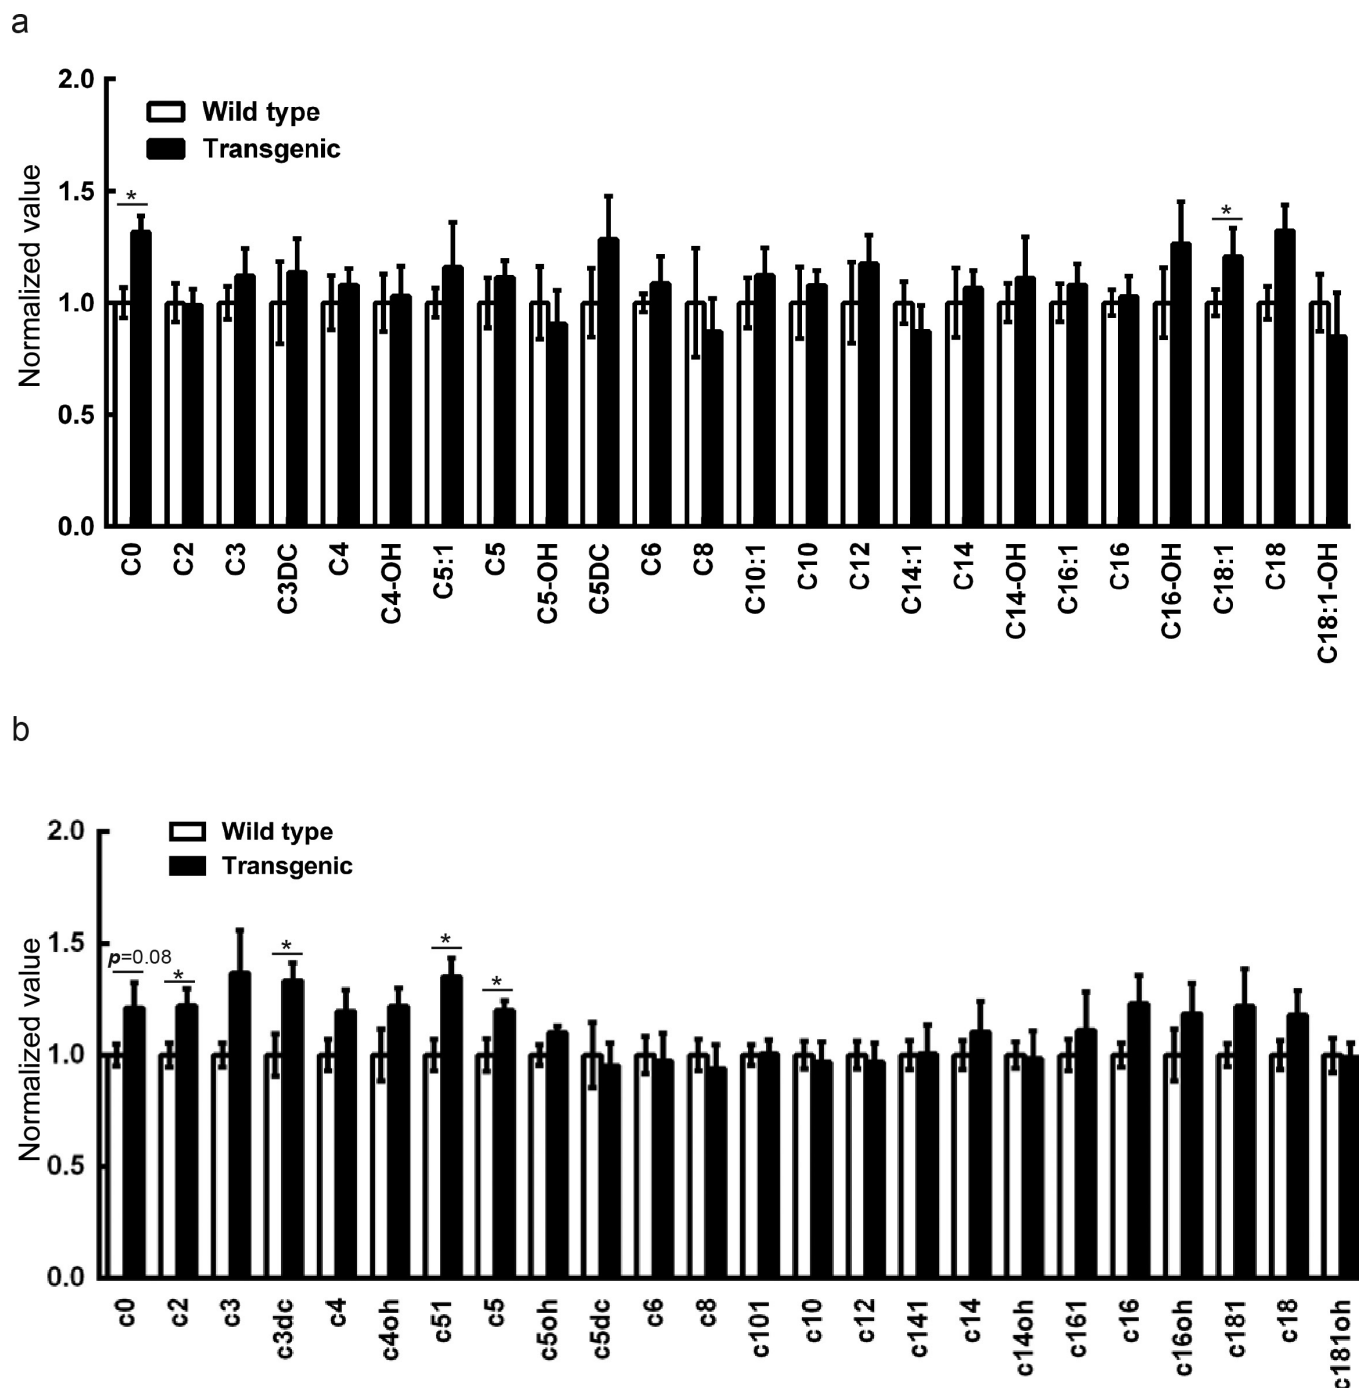 a
2.0
Wild type
Transgenic
1.5
*
*
1.0
0.5
0.0
Normalized value
C0 C2 C3 C3DC C4 C4-OH C5:1 C5 C5-OH C5DC C6 C8 C10:1 C10 C12 C14:1 C14 C14-OH C16:1 C16 C16-OH C18:1 C18 C18:1-OH
b
2.0
Wild type
Transgenic
1.5
p=0.08
*
*
*
*
1.0
0.5
0.0
Normalized value
c0 c2 c3 c3dc c4 c4oh c51 c5 c5oh c5dc c6 c8 c101 c10 c12 c141 c14 c14oh c161 c16 c16oh c181 c18 c181oh